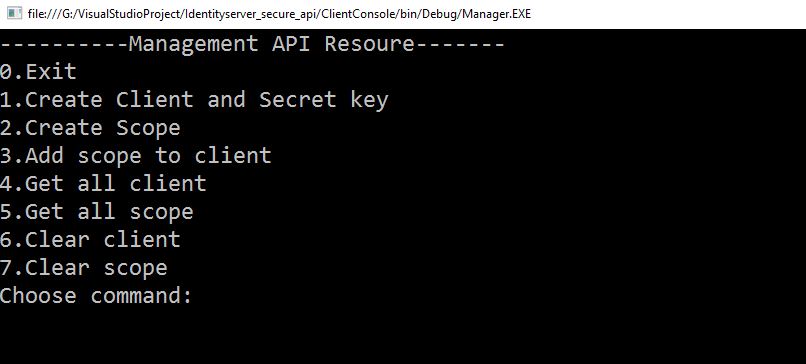 file:///G:/VisualStudioProject/Identityserver_secure_api/ClientConsole/bin/Debug/Manager.EXE
----------Management API Resoure-------
0.Exit
1.Create Client and Secret key
2.Create Scope
3.Add scope to client
4.Get all client
5.Get all scope
6.Clear client
7.Clear scope
Choose command: